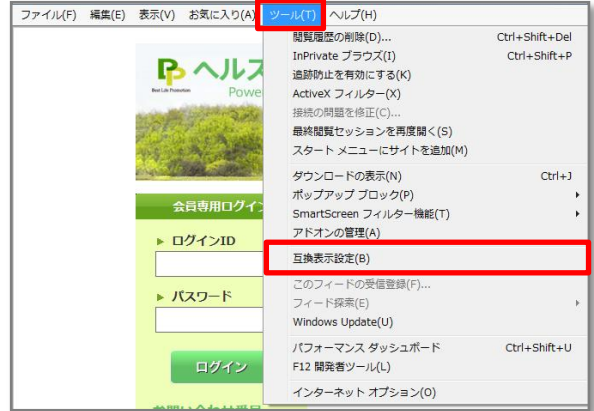 ファイル(F) 編集(E) 表示(V) お気に入り(A) ツール(T) ヘルプ(H)
閲覧履歴の削除(D)... Ctrl+Shift+Del
InPrivate ブラウズ(I) Ctrl+Shift+P
追跡防止を有効にする(K)
ActiveX フィルター(X)
接続の問題を修正(C)...
最終閲覧セッションを再度開く(S)
スタート メニューにサイトを追加(M)
ダウンロードの表示(N) Ctrl+J
ポップアップ ブロック(P)
SmartScreen フィルター機能(T)
アドオンの管理(A)
互換表示設定(B)
このフィードの受信登録(F)...
フィード探索(E)
Windows Update(U)
パフォーマンス ダッシュボード Ctrl+Shift+U
F12 開発者ツール(L)
インターネット オプション(O)
ヘルス
Best Life Promotion
Powe
会員専用ログイン
ログインID
パスワード
ログイン